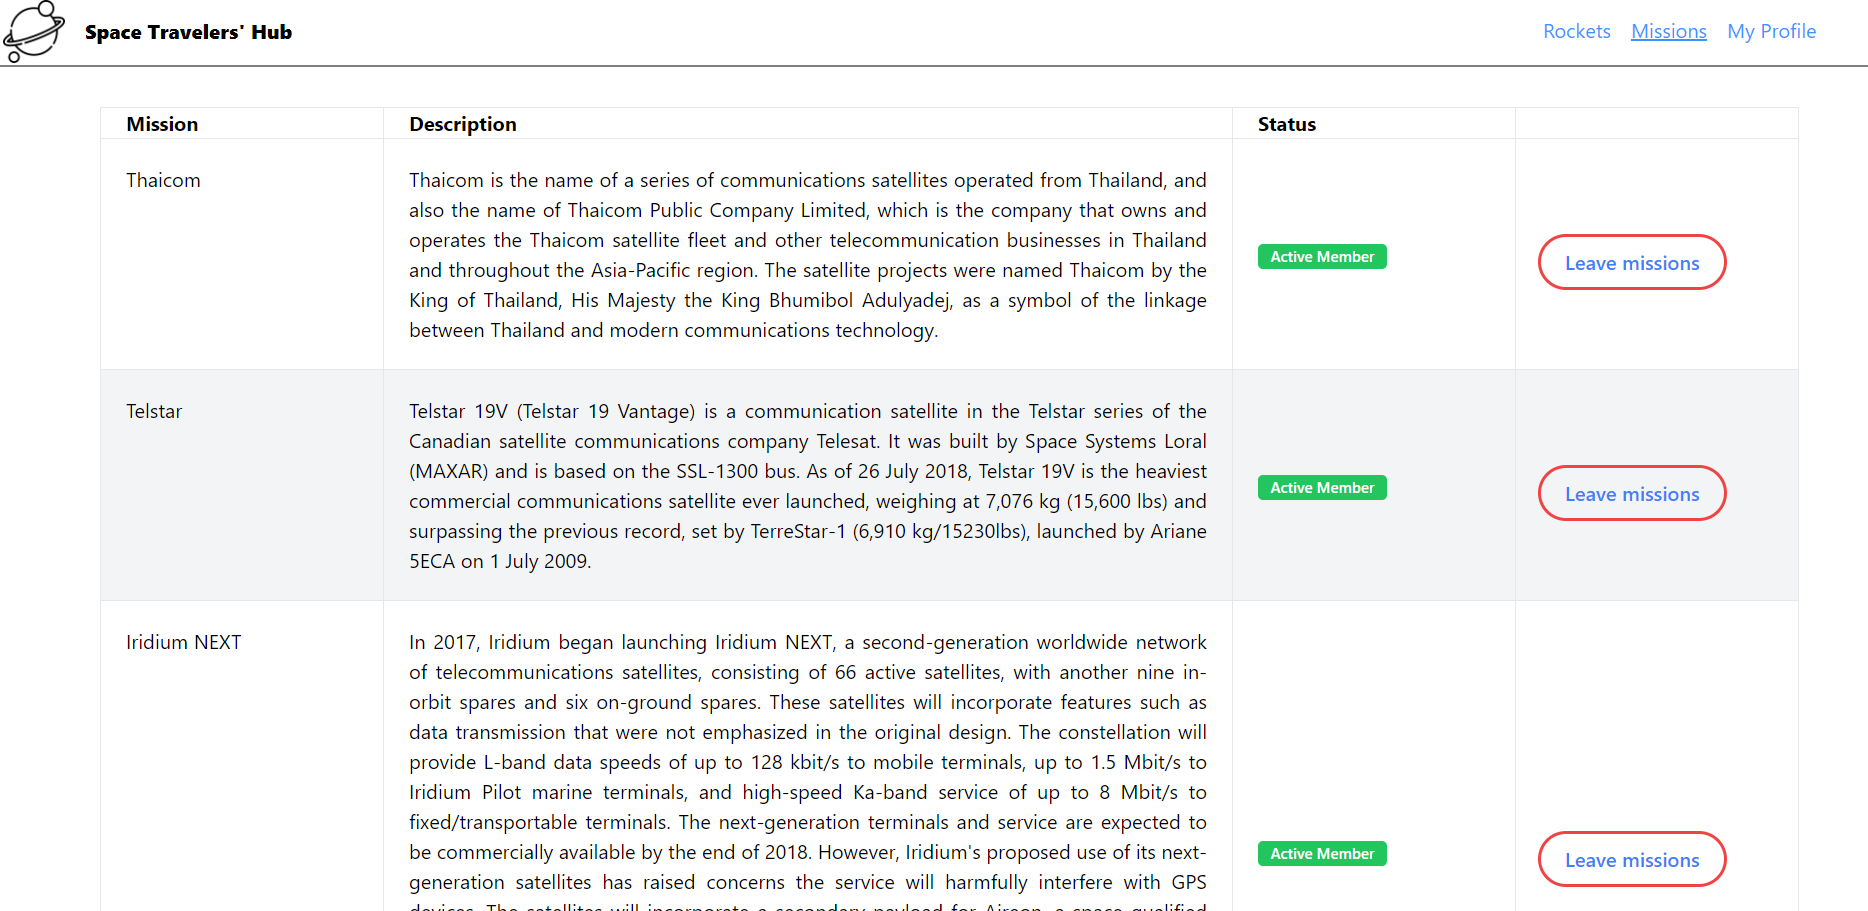 Space Travelers' Hub
Rockets Missions My Profile
Mission Description Status
Thaicom
Thaicom is the name of a series of communications satellites operated from Thailand, and
also the name of Thaicom Public Company Limited, which is the company that owns and
operates the Thaicom satellite fleet and other telecommunication businesses in Thailand
and throughout the Asia-Pacific region. The satellite projects were named Thaicom by the
King of Thailand, His Majesty the King Bhumibol Adulyadej, as a symbol of the linkage
between Thailand and modern communications technology.
Active Member
Leave missions
Telstar
Telstar 19V (Telstar 19 Vantage) is a communication satellite in the Telstar series of the
Canadian satellite communications company Telesat. It was built by Space Systems Loral
(MAXAR) and is based on the SSL-1300 bus. As of 26 July 2018, Telstar 19V is the heaviest
commercial communications satellite ever launched, weighing at 7,076 kg (15,600 lbs) and
surpassing the previous record, set by TerreStar-1 (6,910 kg/15230lbs), launched by Ariane
5ECA on 1 July 2009.
Active Member
Leave missions
Iridium NEXT
In 2017, Iridium began launching Iridium NEXT, a second-generation worldwide network
of telecommunications satellites, consisting of 66 active satellites, with another nine in-
orbit spares and six on-ground spares. These satellites will incorporate features such as
data transmission that were not emphasized in the original design. The constellation will
provide L-band data speeds of up to 128 kbit/s to mobile terminals, up to 1.5 Mbit/s to
Iridium Pilot marine terminals, and high-speed Ka-band service of up to 8 Mbit/s to
fixed/transportable terminals. The next-generation terminals and service are expected to
be commercially available by the end of 2018. However, Iridium's proposed use of its next-
generation satellites has raised concerns the service will harmfully interfere with GPS
devices. The satellites will incorporate a secondary payload for Aireon, a space-qualified
Active Member
Leave missions